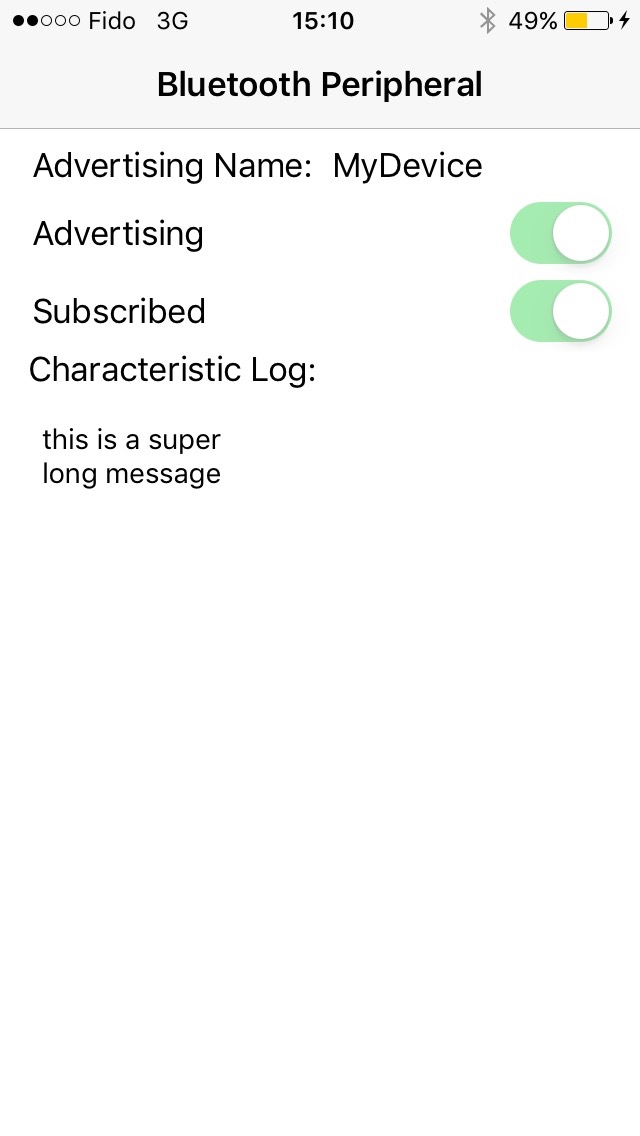 Fido 3G 15:10 49%
Bluetooth Peripheral
Advertising Name: MyDevice
Advertising
Subscribed
Characteristic Log:
this is a super
long message